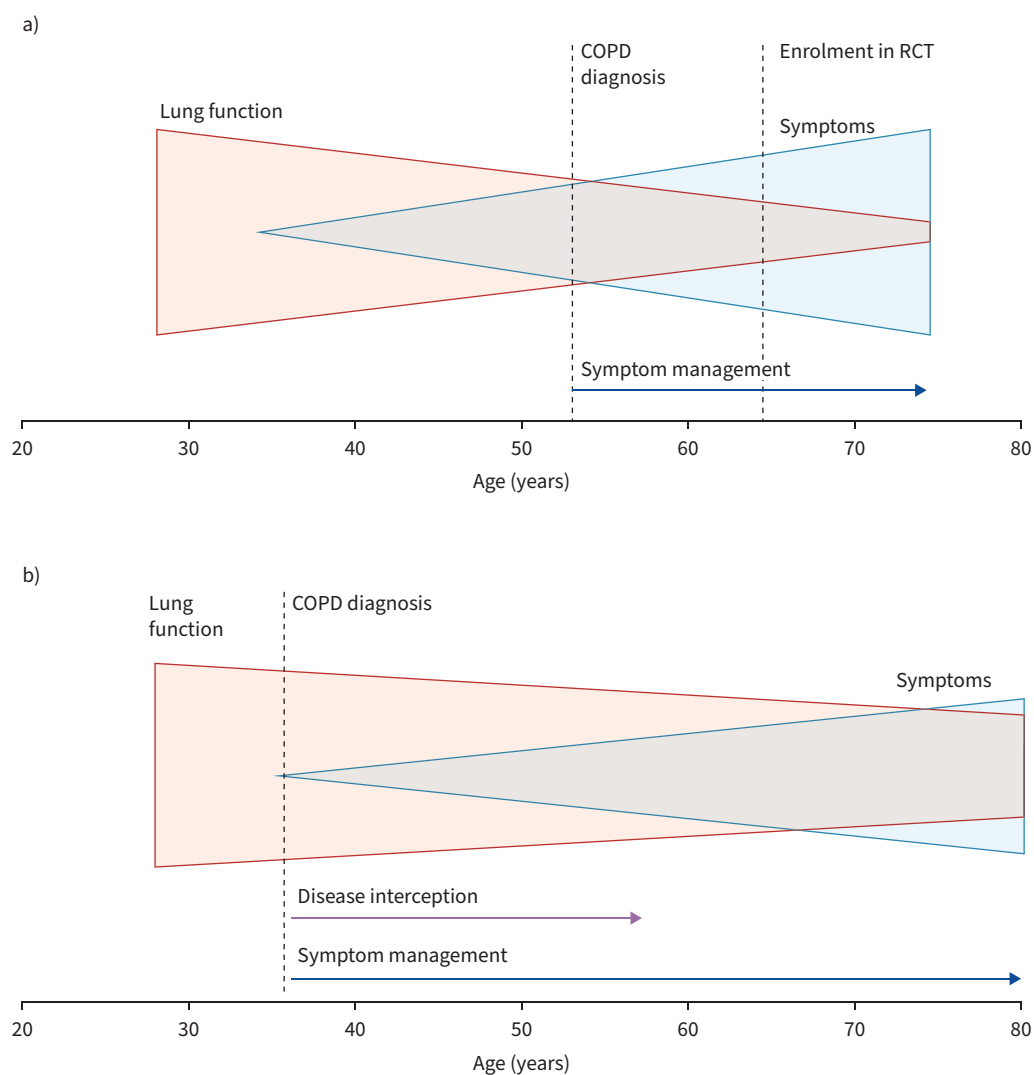 a)
COPD
diagnosis
Enrolment in RCT
Lung function
Symptoms
Symptom management
20 30 40 50 60 70 80
Age (years)
b)
Lung
function
COPD diagnosis
Symptoms
Disease interception
Symptom management
20 30 40 50 60 70 80
Age (years)